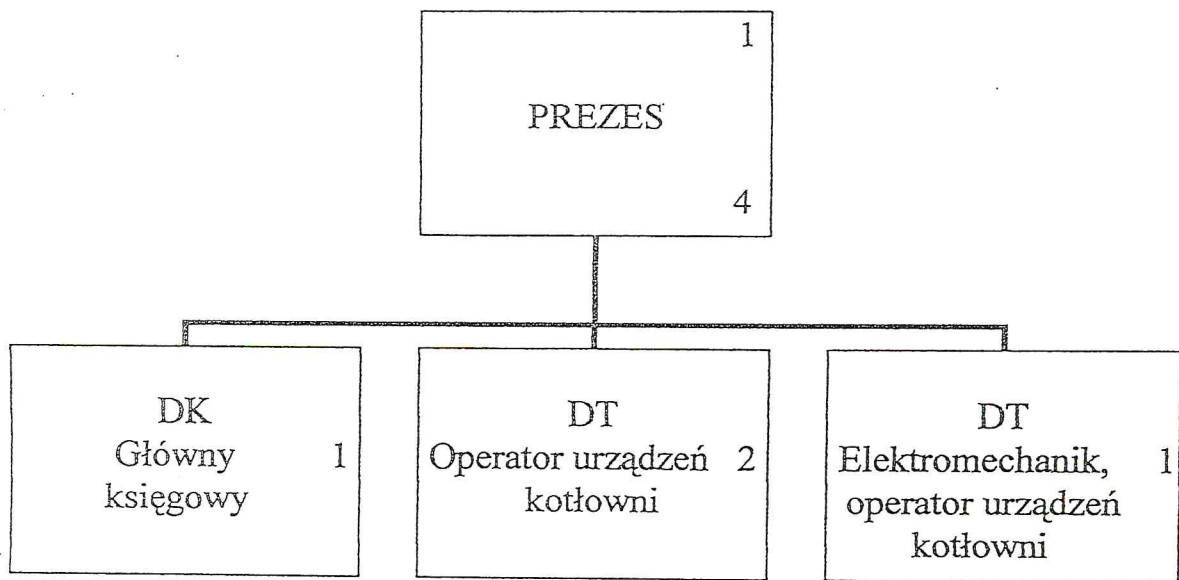 1
PREZES
4
DK
Główny 1
księgowy
DT
Operator urządzeń 2
kotłowni
DT
Elektromechanik, 1
operator urządzeń
kotłowni